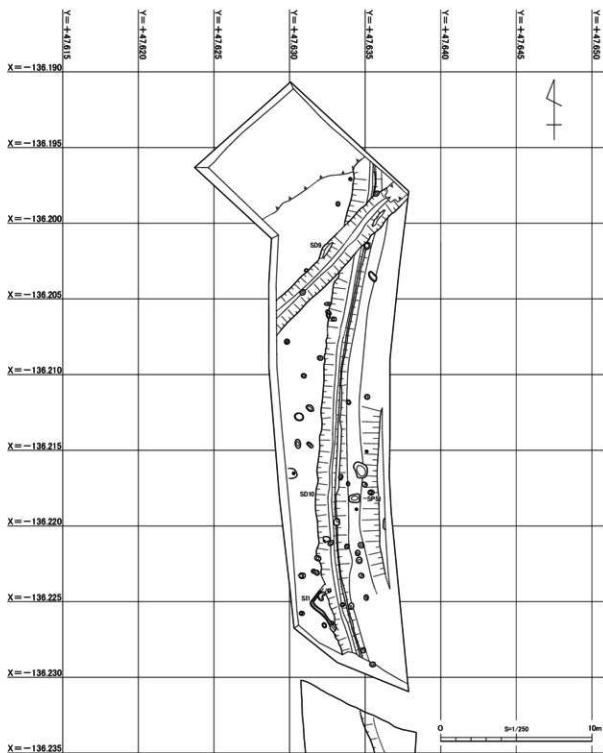 Y=+47.615
Y=+47.620
Y=+47.625
Y=+47.630
Y=+47.635
Y=+47.640
Y=+47.645
Y=+47.650
X=-136.190
X=-136.195
X=-136.200
SD9
X=-136.205
X=-136.210
X=-136.215
SD10
X=-136.220
X=-136.225
X=-136.230
X=-136.235
0
S=1/250
10m